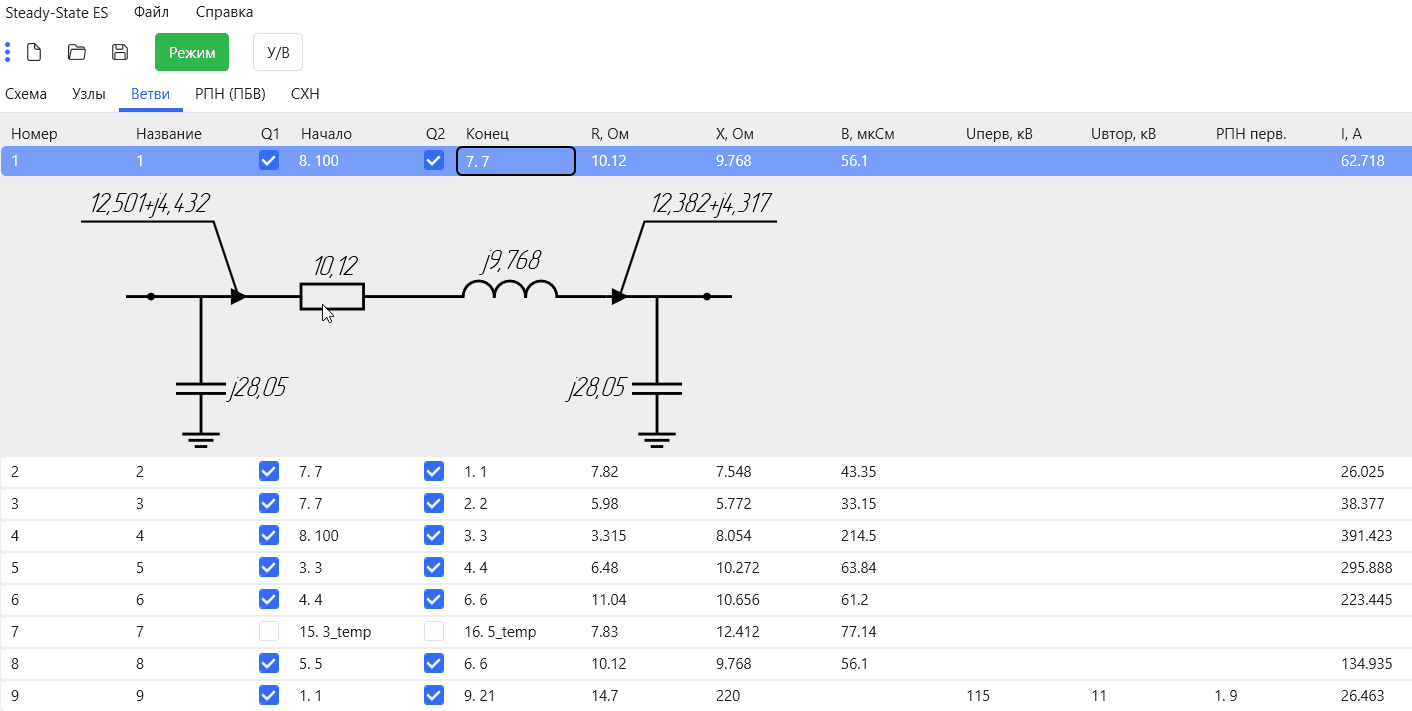 Steady-State ES Файл Справка
Режим У/В
Схема Узлы Ветви РПН (ПБВ) СХН
Номер Название Q1 Начало Q2 Конец R, Ом X, Ом B, мкСм Uперв, кВ Uвтор, кВ РПН перв. I, А
1 1 8. 100 7. 7 10.12 9.768 56.1 62.718
12,501+j4,432 12,382+j4,317
10,12 j9,768
j28,05 j28,05
2 2 7. 7 1. 1 7.82 7.548 43.35 26.025
3 3 7. 7 2. 2 5.98 5.772 33.15 38.377
4 4 8. 100 3. 3 3.315 8.054 214.5 391.423
5 5 3. 3 4. 4 6.48 10.272 63.84 295.888
6 6 4. 4 6. 6 11.04 10.656 61.2 223.445
7 7 15. 3_temp 16. 5_temp 7.83 12.412 77.14
8 8 5. 5 6. 6 10.12 9.768 56.1 134.935
9 9 1. 1 9. 21 14.7 220 115 11 1. 9 26.463